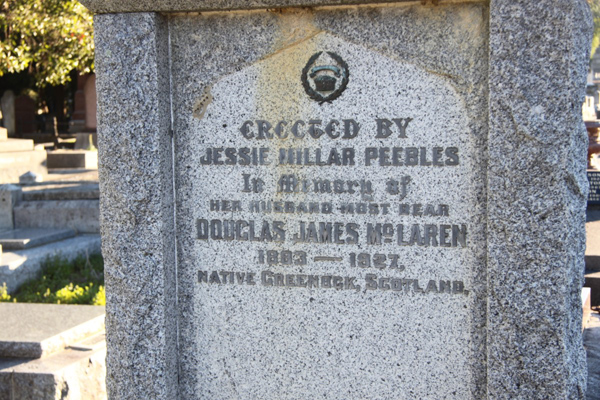 ERECTED BY
JESSIE MILLAR PEEBLES
In Memory of
HER HUSBAND MOST DEAR
DOUGLAS JAMES McLAREN
1883 — 1927,
NATIVE GREENOCK, SCOTLAND.